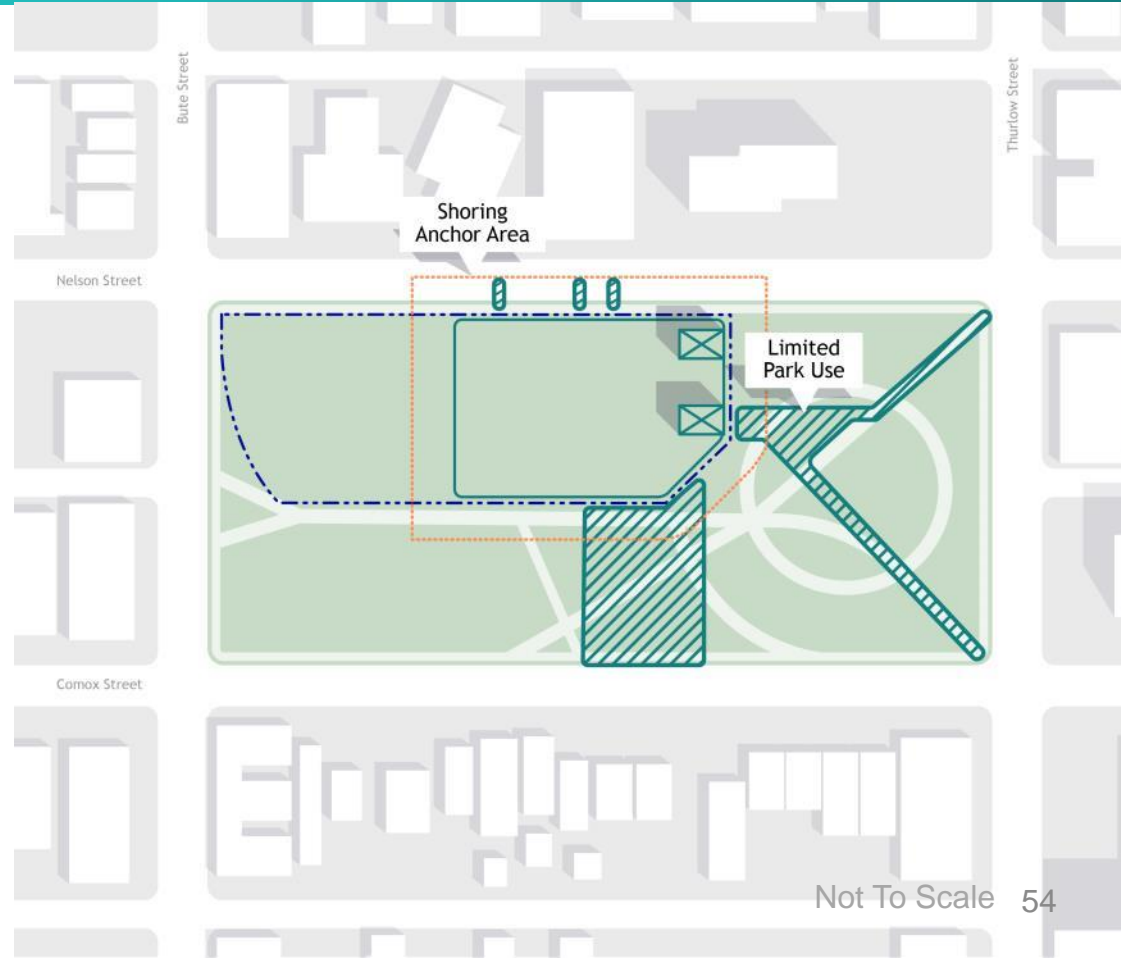 Bute Street
Thurlow Street
Shoring
Anchor Area
Nelson Street
Limited
Park Use
Comox Street
Not To Scale 54